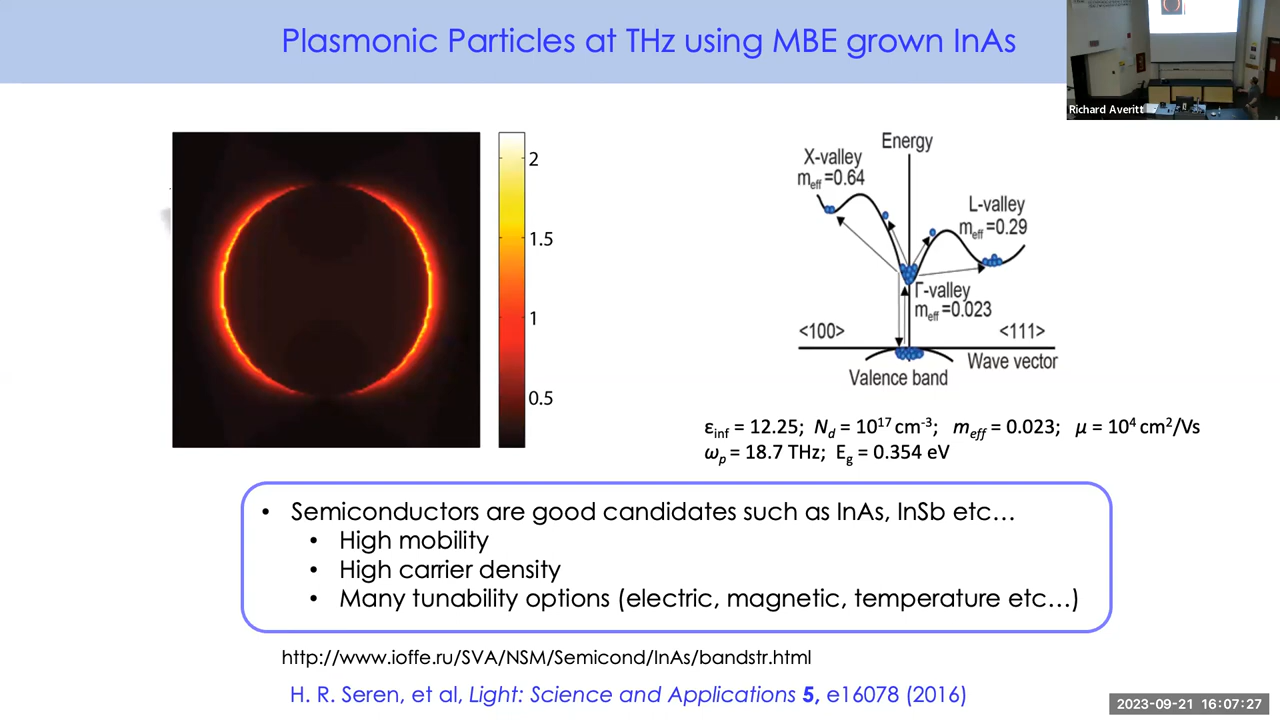 Plasmonic Particles at THz using MBE grown InAs
Richard Averitt
2
1.5
1
0.5
Energy
X-valley
m_eff =0.64
L-valley
m_eff =0.29
Γ-valley
m_eff =0.023
<100>
<111>
Wave vector
Valence band
ε_inf = 12.25; N_d = 10^17 cm^-3; m_eff = 0.023; μ = 10^4 cm^2/Vs
ω_p = 18.7 THz; E_g = 0.354 eV
• Semiconductors are good candidates such as InAs, InSb etc…
• High mobility
• High carrier density
• Many tunability options (electric, magnetic, temperature etc…)
http://www.ioffe.ru/SVA/NSM/Semicond/InAs/bandstr.html
H. R. Seren, et al, Light: Science and Applications 5, e16078 (2016)
2023-09-21 16:07:27